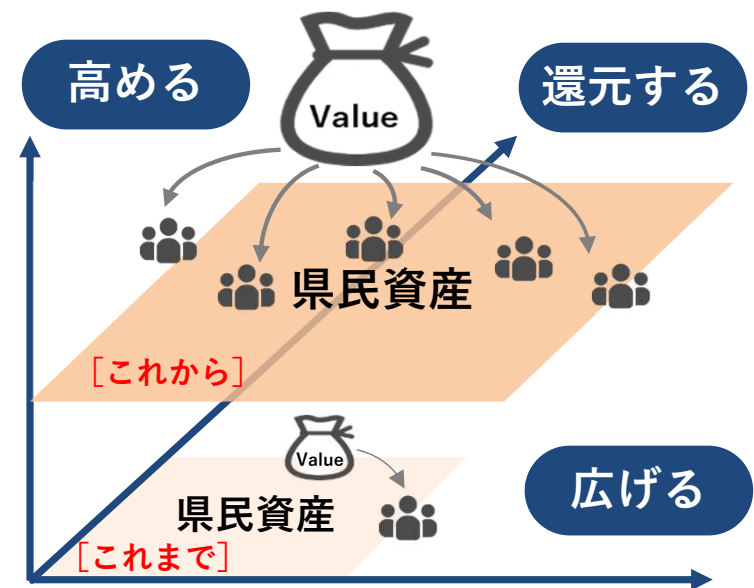 高める
Value
還元する
県民資産
［これから］
Value
広げる
県民資産
［これまで］